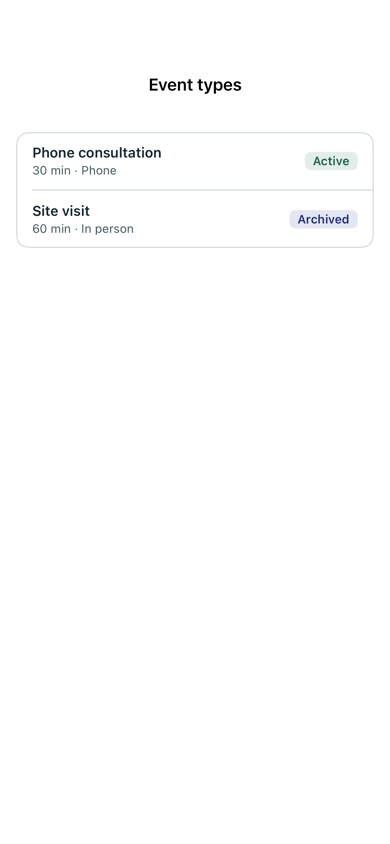 Event types
Phone consultation
30 min · Phone
Active
Site visit
60 min · In person
Archived